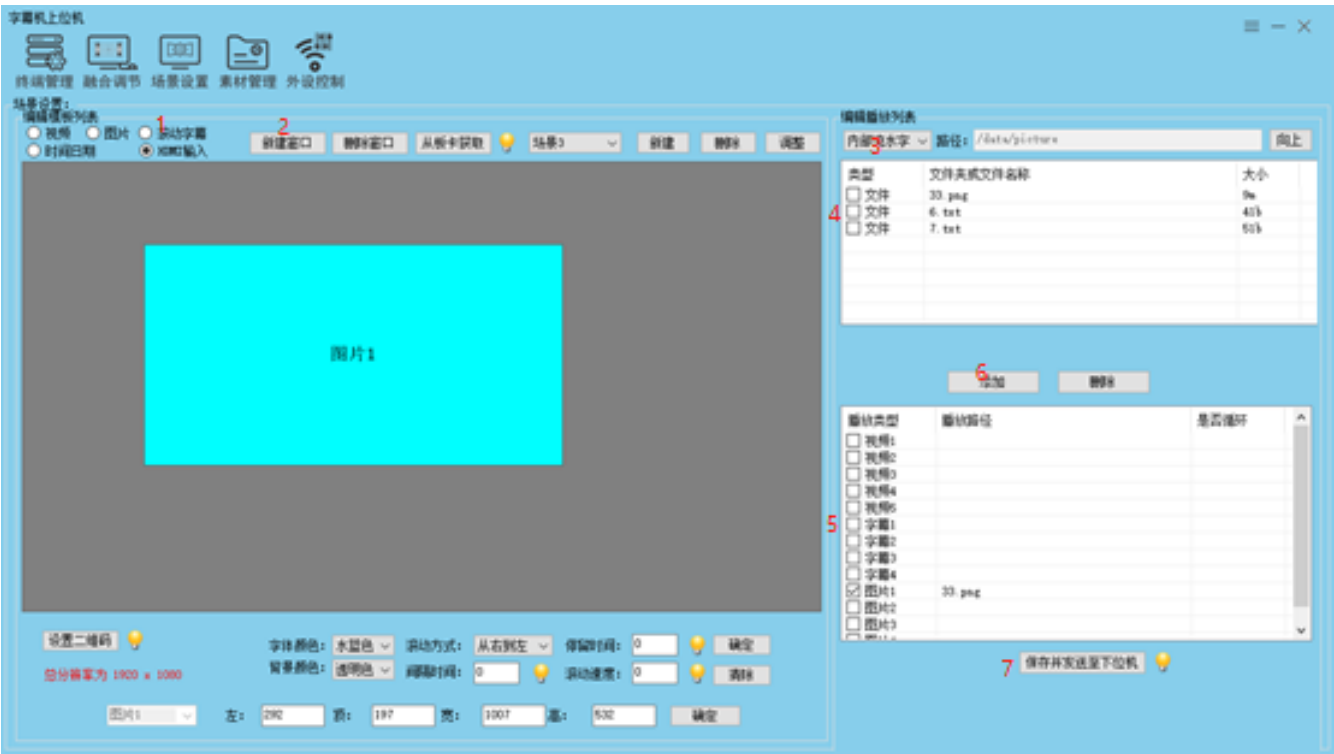 字幕机上位机
终端管理 融合调节 场景设置 素材管理 外设控制
场景设置:
编辑模板列表
1
视频 图片 滚动字幕
时间日期 HDMI输入
2
新建窗口 删除窗口 从板卡获取 场景3 新建 删除 调整
图片1
设置二维码
总分辨率为 1920 x 1080
字体颜色: 水蓝色 滚动方式: 从右到左 停留时间: 0 确定
背景颜色: 透明色 间隔时间: 0 滚动速度: 0 清除
图片1 左: 292 顶: 197 宽: 1007 高: 532 确定
编辑播放列表
3
路径: /data/picture 向上
类型 文件夹或文件名称 大小
4
文件 33.png 9m
文件 6.txt 41b
文件 7.txt 51b
6
添加 删除
播放类型 播放路径 是否循环
视频1
视频2
视频3
视频4
视频5
5
字幕1
字幕2
字幕3
字幕4
图片1 33.png
图片2
图片3
7
保存并发送至下位机